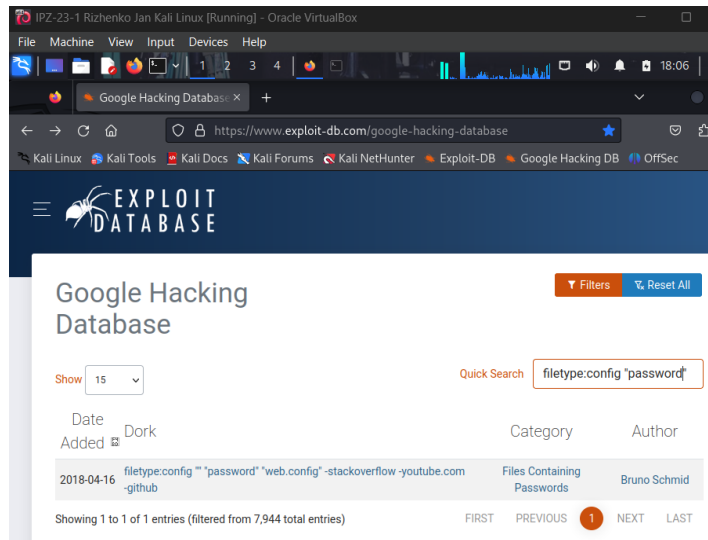 IPZ-23-1 Rizhenko Jan Kali Linux [Running] - Oracle VirtualBox
File Machine View Input Devices Help
1 2 3 4 18:06
Google Hacking Database
https://www.exploit-db.com/google-hacking-database
Kali Linux Kali Tools Kali Docs Kali Forums Kali NetHunter Exploit-DB Google Hacking DB OffSec
EXPLOIT
DATABASE
Google Hacking
Database
Filters Reset All
Show 15
Quick Search filetype:config "password"
Date
Added Dork Category Author
2018-04-16 filetype:config "" "password" "web.config" -stackoverflow -youtube.com
-github
Files Containing
Passwords
Bruno Schmid
Showing 1 to 1 of 1 entries (filtered from 7,944 total entries) FIRST PREVIOUS 1 NEXT LAST